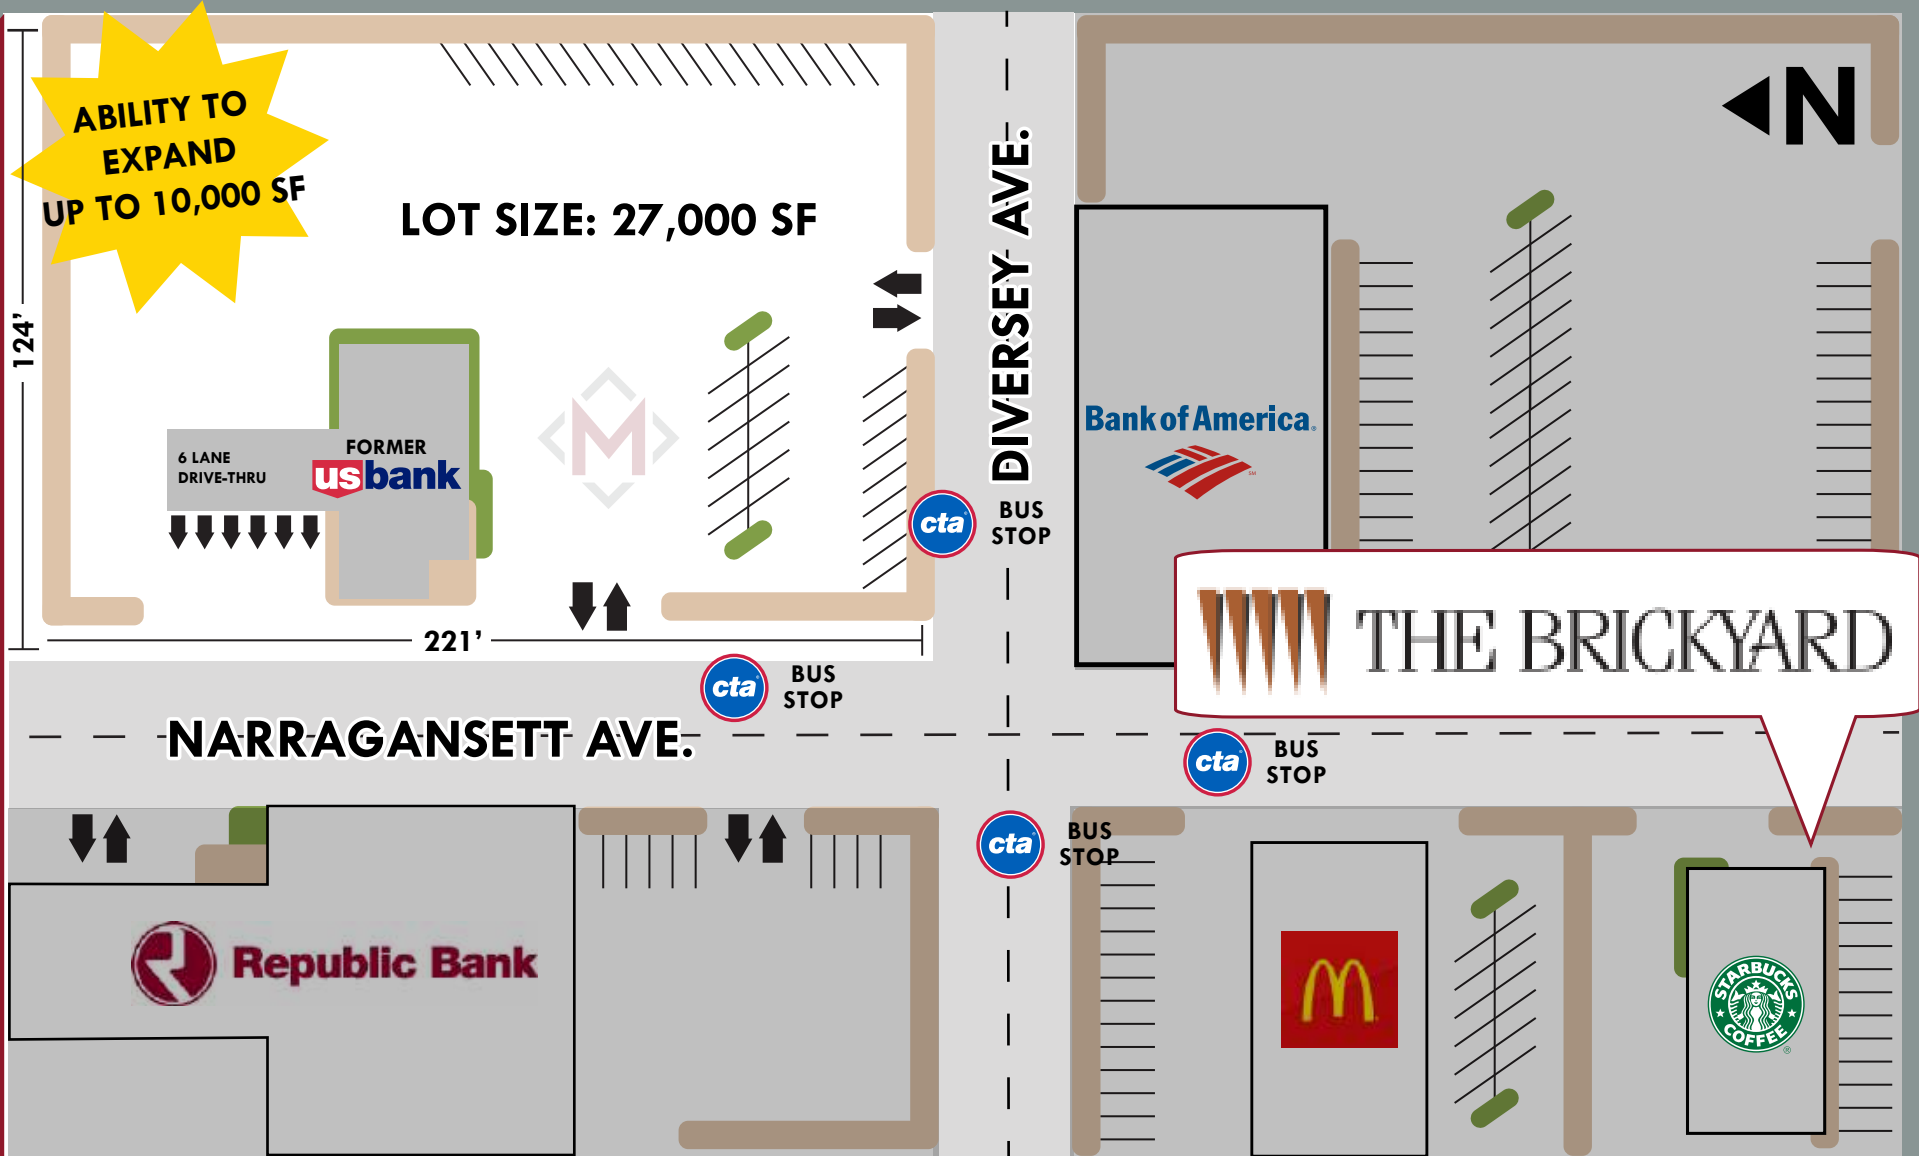 ABILITY TO
EXPAND
UP TO 10,000 SF
LOT SIZE: 27,000 SF
N
124'
DIVERSEY AVE.
6 LANE
DRIVE-THRU
FORMER
usbank
M
Bank of America
SM
cta
BUS
STOP
221'
THE BRICKYARD
cta
BUS
STOP
NARRAGANSETT AVE.
cta
BUS
STOP
cta
BUS
STOP
Republic Bank
M
STARBUCKS
COFFEE
®